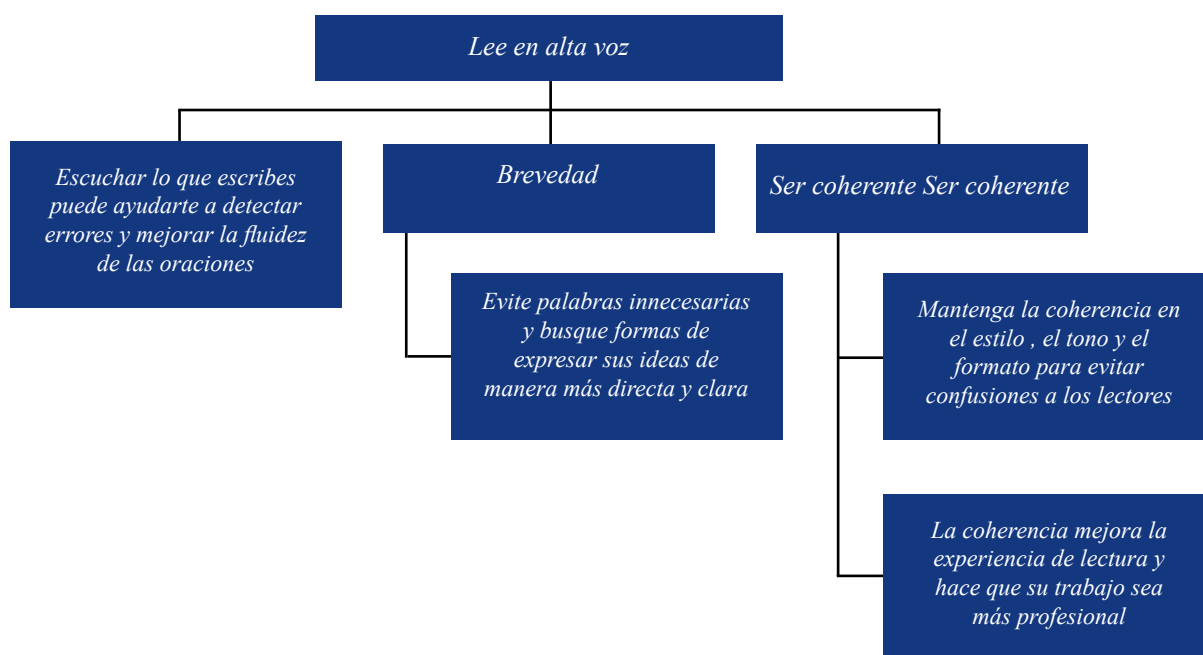 Lee en alta voz
Escuchar lo que escribes
puede ayudarte a detectar
errores y mejorar la fluidez
de las oraciones
Brevedad
Evite palabras innecesarias
y busque formas de
expresar sus ideas de
manera más directa y clara
Ser coherente Ser coherente
Mantenga la coherencia en
el estilo , el tono y el
formato para evitar
confusiones a los lectores
La coherencia mejora la
experiencia de lectura y
hace que su trabajo sea
más profesional